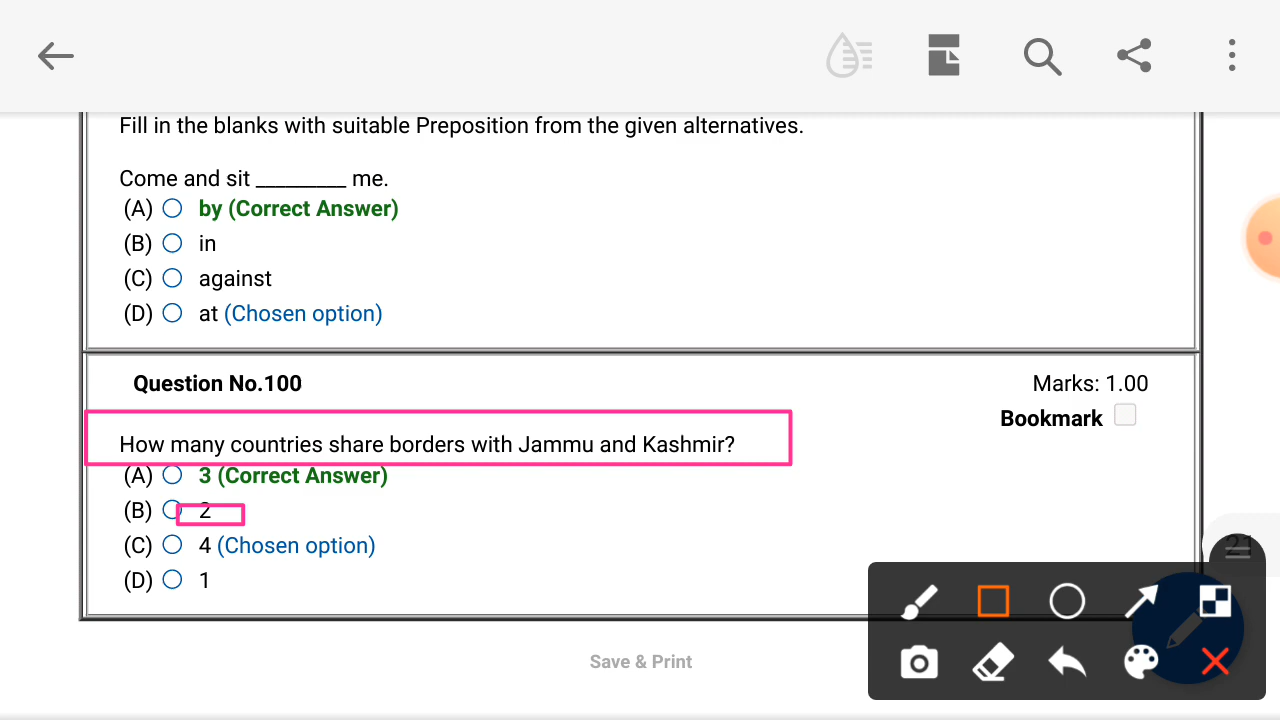 Fill in the blanks with suitable Preposition from the given alternatives.
Come and sit _________ me.
(A) by (Correct Answer)
(B) in
(C) against
(D) at (Chosen option)
Question No.100
Marks: 1.00
Bookmark
How many countries share borders with Jammu and Kashmir?
(A) 3 (Correct Answer)
(B) 2
(C) 4 (Chosen option)
(D) 1
21
Save & Print